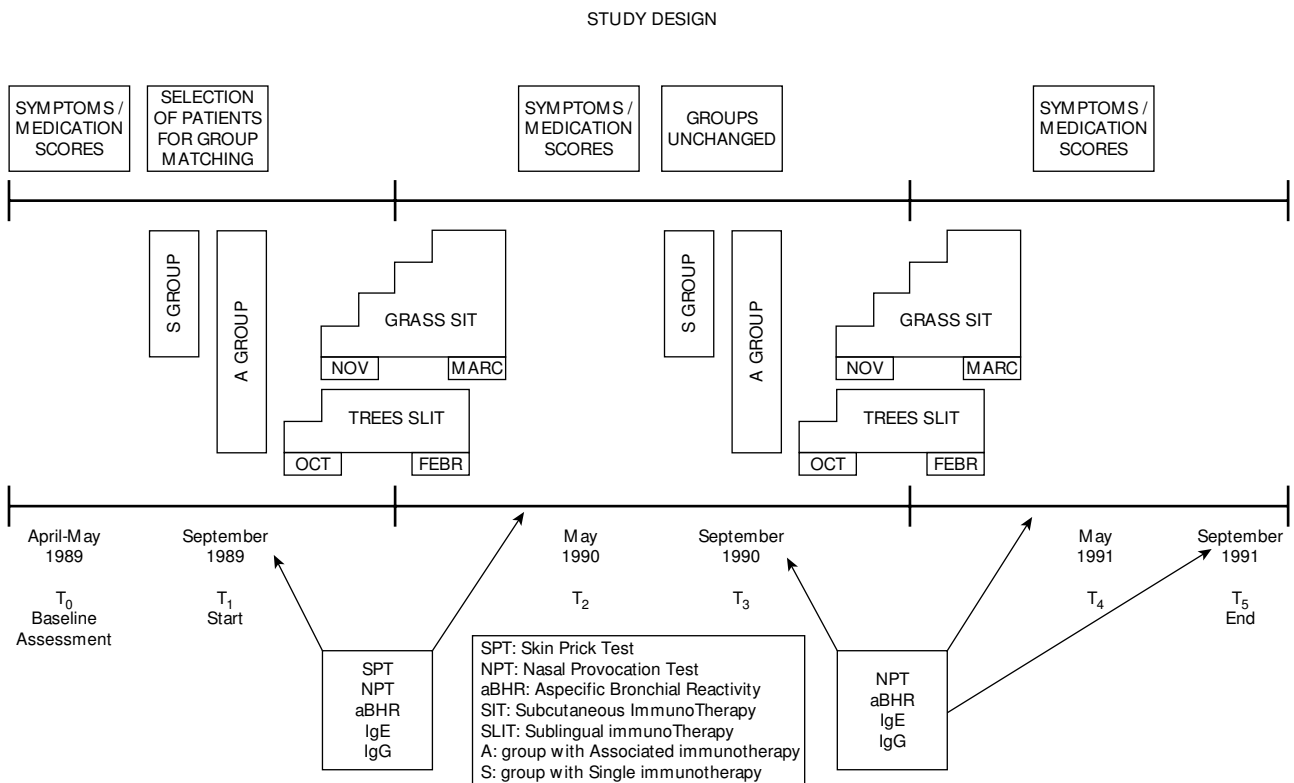 STUDY DESIGN
SYMPTOMS /
MEDICATION
SCORES
SELECTION
OF PATIENTS
FOR GROUP
MATCHING
SYMPTOMS /
MEDICATION
SCORES
GROUPS
UNCHANGED
SYMPTOMS /
MEDICATION
SCORES
S GROUP
A GROUP
GRASS SIT
NOV
MARC
TREES SLIT
OCT
FEBR
S GROUP
A GROUP
GRASS SIT
NOV
MARC
TREES SLIT
OCT
FEBR
April-May
1989
T0
Baseline
Assessment
September
1989
T1
Start
May
1990
T2
September
1990
T3
May
1991
T4
September
1991
T5
End
SPT
NPT
aBHR
IgE
IgG
SPT: Skin Prick Test
NPT: Nasal Provocation Test
aBHR: Aspecific Bronchial Reactivity
SIT: Subcutaneous ImmunoTherapy
SLIT: Sublingual immunoTherapy
A: group with Associated immunotherapy
S: group with Single immunotherapy
NPT
aBHR
IgE
IgG